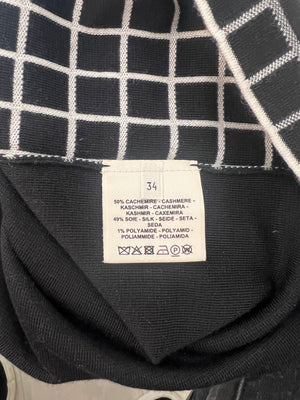 34
50% CACHEMIRE - CASHMERE
KASCHMIR - CACHEMIRA -
KASHMIR - CAXEMIRA
49% SOIE - SILK - SEIDE - SETA -
SEDA
1% POLYAMIDE - POLYAMID -
POLIAMMIDE - POLIAMIDA